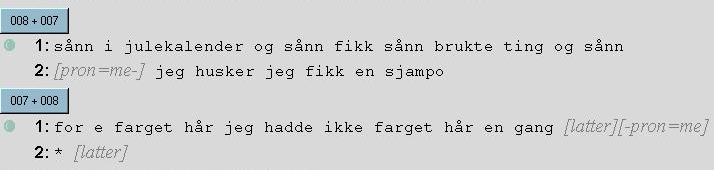 008 + 007
1: sånn i julekalender og sånn fikk sånn brukte ting og sånn
2: [pron=me-] jeg husker jeg fikk en sjampo
007 + 008
1: for e farget hår jeg hadde ikke farget hår en gang [latter][-pron=me]
2: * [latter]